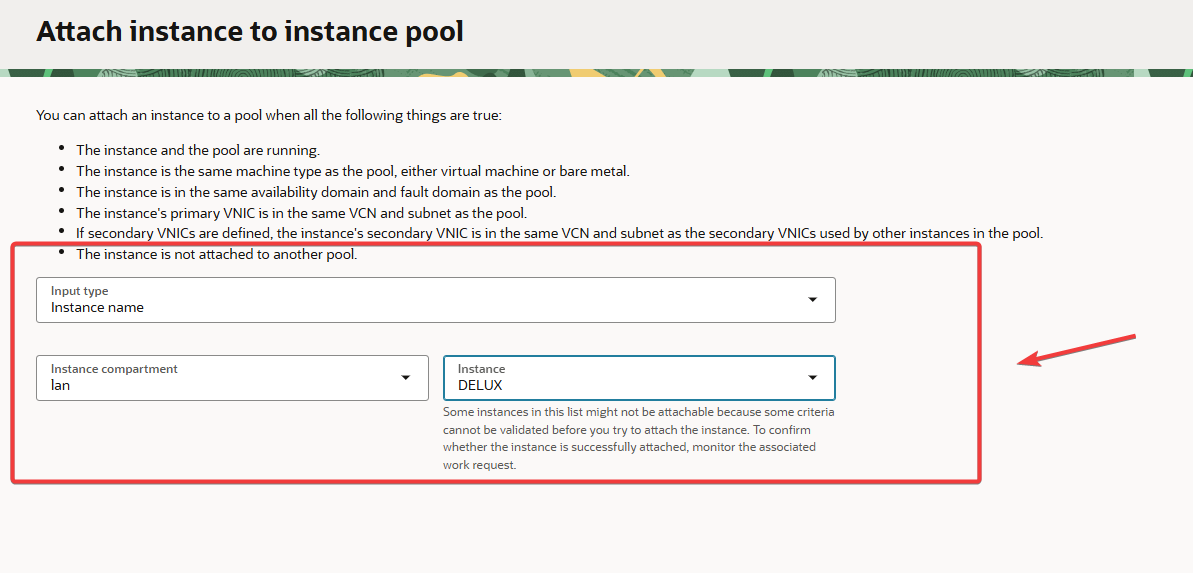 Attach instance to instance pool
You can attach an instance to a pool when all the following things are true:
The instance and the pool are running.
The instance is the same machine type as the pool, either virtual machine or bare metal.
The instance is in the same availability domain and fault domain as the pool.
The instance's primary VNIC is in the same VCN and subnet as the pool.
If secondary VNICs are defined, the instance's secondary VNIC is in the same VCN and subnet as the secondary VNICs used by other instances in the pool.
The instance is not attached to another pool.
Input type
Instance name
Instance compartment
lan
Instance
DELUX
Some instances in this list might not be attachable because some criteria
cannot be validated before you try to attach the instance. To confirm
whether the instance is successfully attached, monitor the associated
work request.